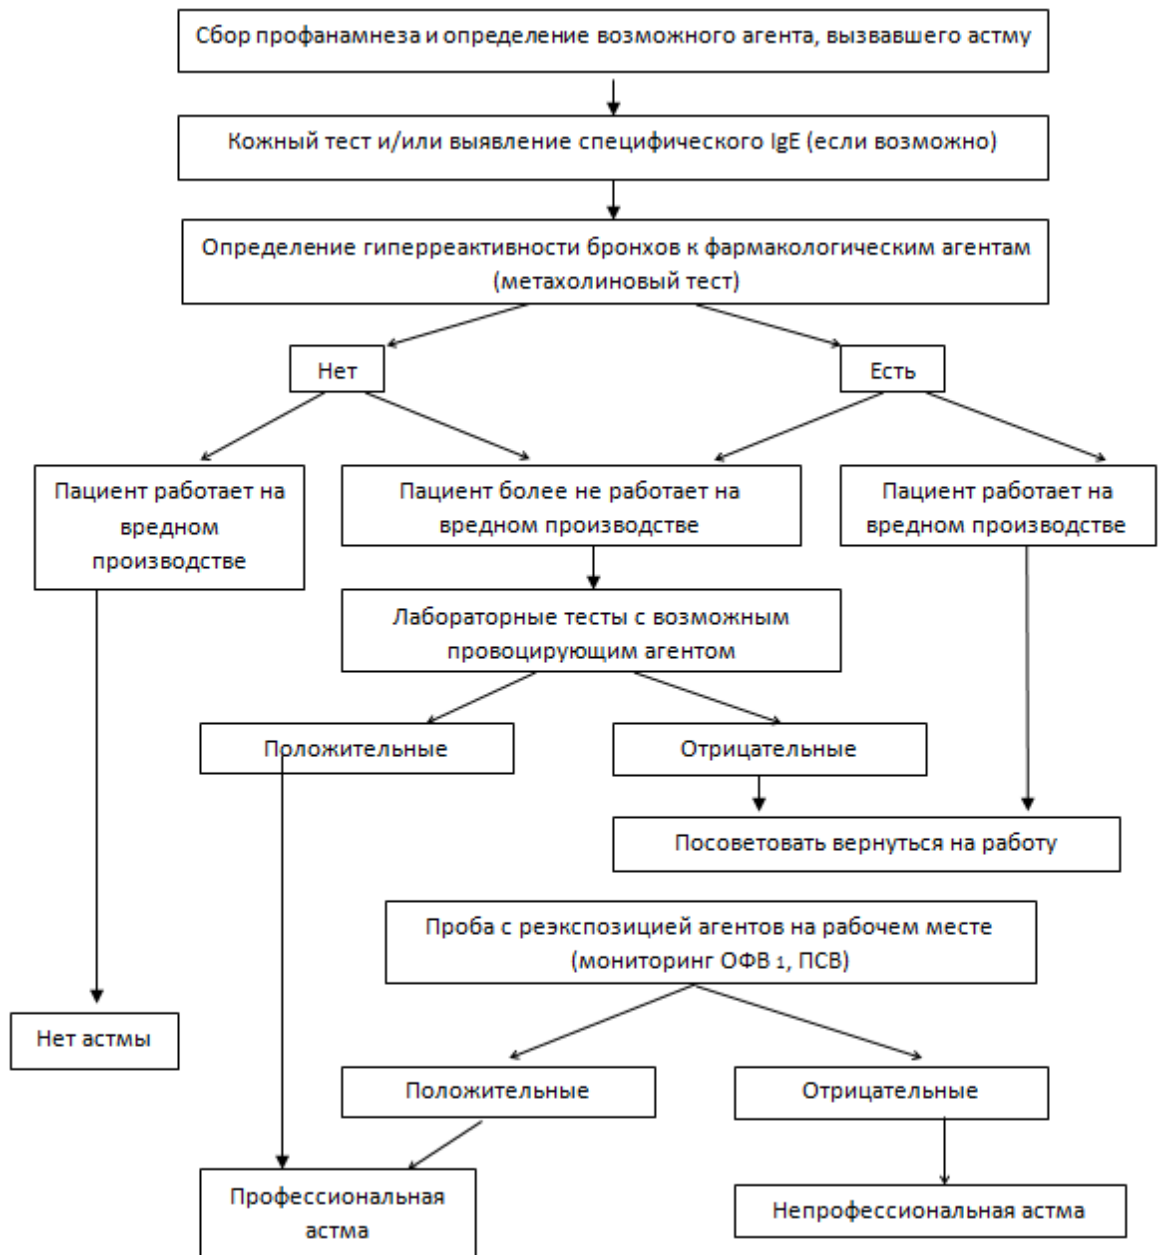 Сбор профанамнеза и определение возможного агента, вызвавшего астму
Кожный тест и/или выявление специфического IgE (если возможно)
Определение гиперреактивности бронхов к фармакологическим агентам
(метахолиновый тест)
Нет
Есть
Пациент работает на
вредном
производстве
Пациент более не работает на
вредном производстве
Пациент работает на
вредном производстве
Лабораторные тесты с возможным
провоцирующим агентом
Положительные
Отрицательные
Посоветовать вернуться на работу
Проба с реэкспозицией агентов на рабочем месте
(мониторинг ОФВ 1, ПСВ)
Нет астмы
Положительные
Отрицательные
Профессиональная
астма
Непрофессиональная астма